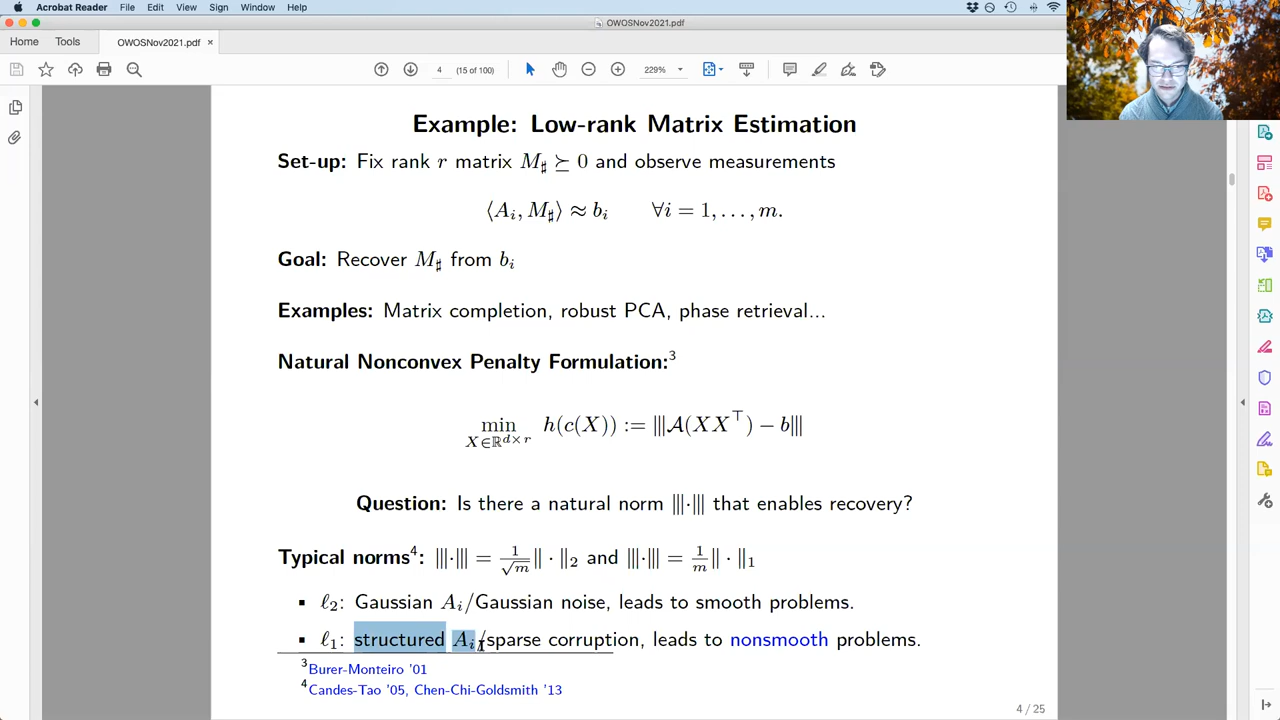 Acrobat Reader File Edit View Sign Window Help
OWOSNov2021.pdf
Home Tools OWOSNov2021.pdf ×
4 (15 of 100) 229%
Example: Low-rank Matrix Estimation
Set-up: Fix rank r matrix M♯ ⪰ 0 and observe measurements
⟨Aᵢ, M♯⟩ ≈ bᵢ ∀i = 1, . . . , m.
Goal: Recover M♯ from bᵢ
Examples: Matrix completion, robust PCA, phase retrieval...
Natural Nonconvex Penalty Formulation:³
min h(c(X)) := |||𝒜(XX⊤) − b|||
X∈ℝᵈˣʳ
Question: Is there a natural norm |||·||| that enables recovery?
Typical norms⁴: |||·||| = 1/√m ‖ · ‖₂ and |||·||| = 1/m ‖ · ‖₁
▪ ℓ₂: Gaussian Aᵢ/Gaussian noise, leads to smooth problems.
▪ ℓ₁: structured Aᵢ/sparse corruption, leads to nonsmooth problems.
³Burer-Monteiro '01
⁴Candes-Tao '05, Chen-Chi-Goldsmith '13
4 / 25